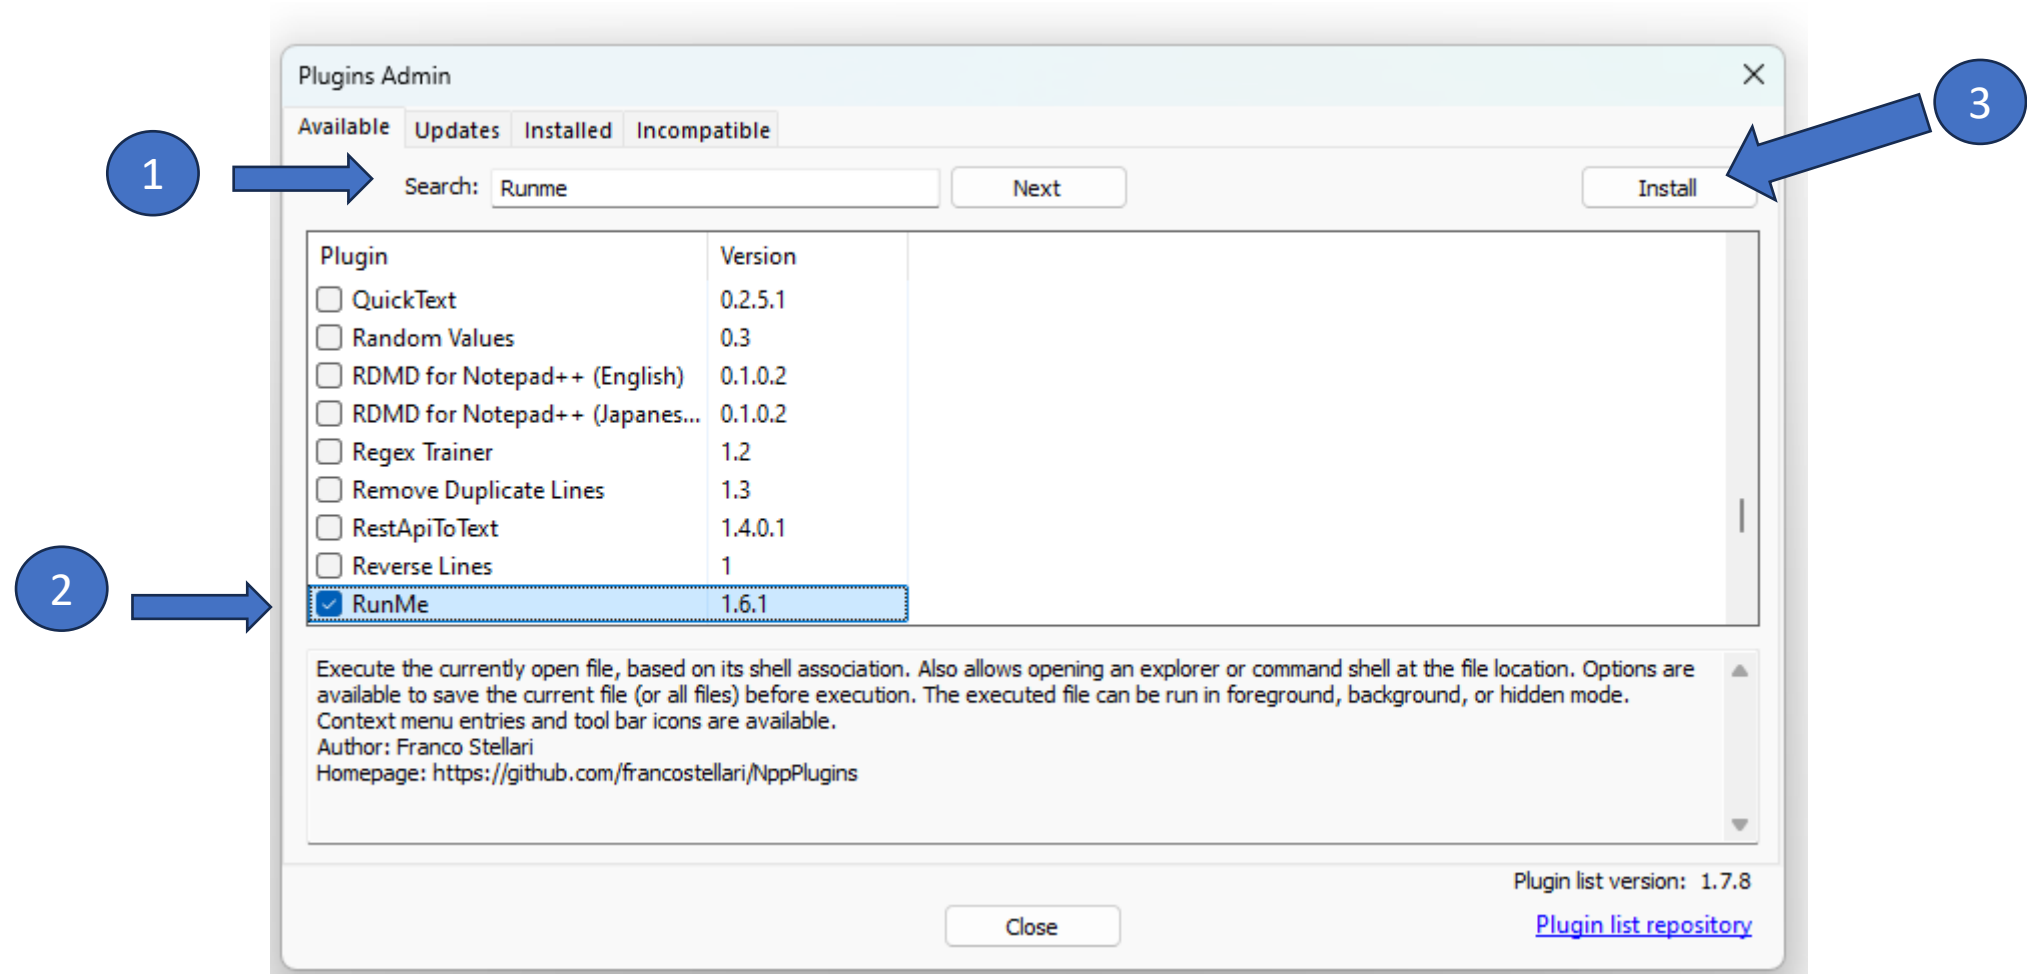 Plugins Admin
3
Available Updates Installed Incompatible
1
Search: Runme Next Install
Plugin Version
QuickText 0.2.5.1
Random Values 0.3
RDMD for Notepad++ (English) 0.1.0.2
RDMD for Notepad++ (Japanes... 0.1.0.2
Regex Trainer 1.2
Remove Duplicate Lines 1.3
RestApiToText 1.4.0.1
Reverse Lines 1
2
RunMe 1.6.1
Execute the currently open file, based on its shell association. Also allows opening an explorer or command shell at the file location. Options are
available to save the current file (or all files) before execution. The executed file can be run in foreground, background, or hidden mode.
Context menu entries and tool bar icons are available.
Author: Franco Stellari
Homepage: https://github.com/francostellari/NppPlugins
Plugin list version: 1.7.8
Close Plugin list repository